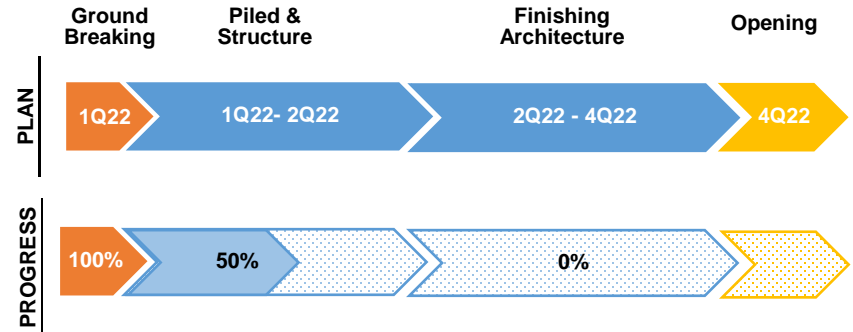 Ground
Breaking
Piled &
Structure
Finishing
Architecture
Opening
PLAN
1Q22
1Q22- 2Q22
2Q22 - 4Q22
4Q22
PROGRESS
100%
50%
0%